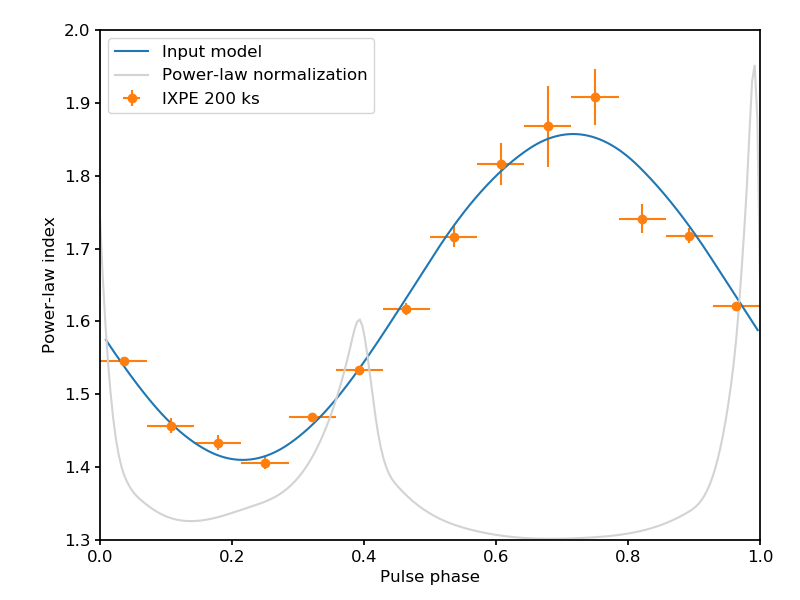 2.0
1.9
1.8
1.7
1.6
1.5
1.4
1.3
Power-law index
Input model
Power-law normalization
IXPE 200 ks
0.0 0.2 0.4 0.6 0.8 1.0
Pulse phase